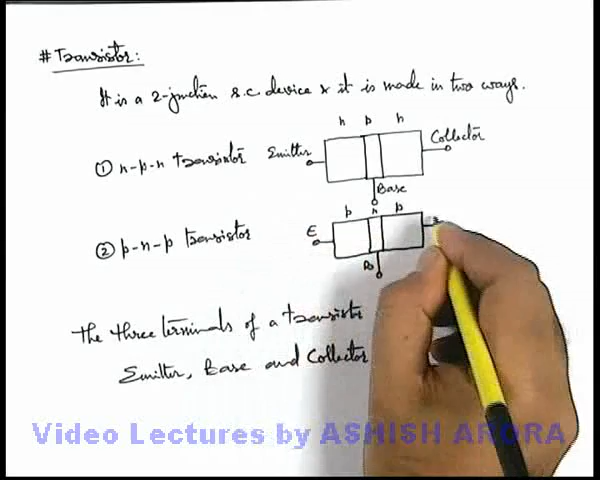 # Transistor:
It is a 2-junction s.c. device & it is made in two ways.
① n-p-n transistor
n p n
Emitter
Collector
Base
② p-n-p transistor
p n p
E
B
The three terminals of a transistor
Emitter, Base and Collector
Video Lectures by ASHISH ARORA